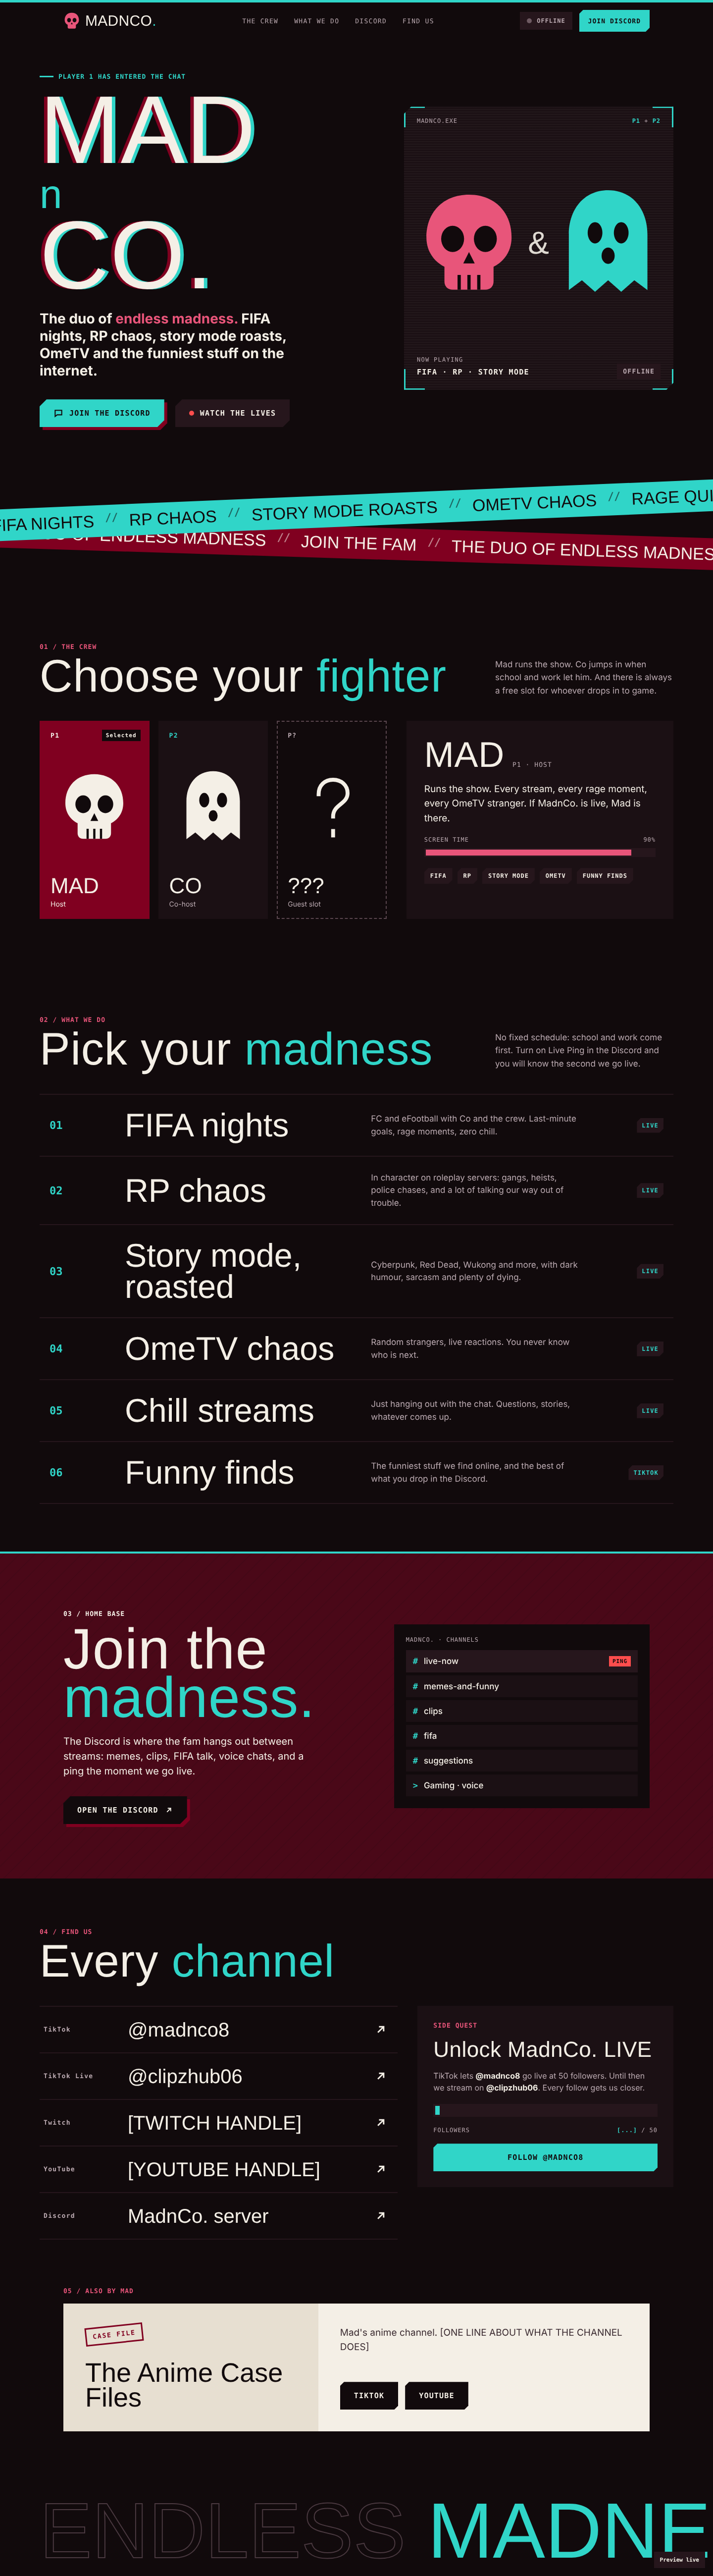 MADNCO.
THE CREW
WHAT WE DO
DISCORD
FIND US
OFFLINE
JOIN DISCORD
PLAYER 1 HAS ENTERED THE CHAT
MAD
n
CO.
The duo of endless madness. FIFA
nights, RP chaos, story mode roasts,
OmeTV and the funniest stuff on the
internet.
JOIN THE DISCORD
WATCH THE LIVES
MADNCO.EXE
P1 + P2
&
NOW PLAYING
FIFA · RP · STORY MODE
OFFLINE
FIFA NIGHTS // RP CHAOS // STORY MODE ROASTS // OMETV CHAOS // RAGE QUI
OF ENDLESS MADNESS // JOIN THE FAM // THE DUO OF ENDLESS MADNES
01 / THE CREW
Choose your fighter
Mad runs the show. Co jumps in when
school and work let him. And there is always
a free slot for whoever drops in to game.
P1
Selected
MAD
Host
P2
CO
Co-host
P?
?
???
Guest slot
MAD P1 · HOST
Runs the show. Every stream, every rage moment,
every OmeTV stranger. If MadnCo. is live, Mad is
there.
SCREEN TIME
90%
FIFA
RP
STORY MODE
OMETV
FUNNY FINDS
02 / WHAT WE DO
Pick your madness
No fixed schedule: school and work come
first. Turn on Live Ping in the Discord and
you will know the second we go live.
01
FIFA nights
FC and eFootball with Co and the crew. Last-minute
goals, rage moments, zero chill.
LIVE
02
RP chaos
In character on roleplay servers: gangs, heists,
police chases, and a lot of talking our way out of
trouble.
LIVE
03
Story mode,
roasted
Cyberpunk, Red Dead, Wukong and more, with dark
humour, sarcasm and plenty of dying.
LIVE
04
OmeTV chaos
Random strangers, live reactions. You never know
who is next.
LIVE
05
Chill streams
Just hanging out with the chat. Questions, stories,
whatever comes up.
LIVE
06
Funny finds
The funniest stuff we find online, and the best of
what you drop in the Discord.
TIKTOK
03 / HOME BASE
Join the
madness.
The Discord is where the fam hangs out between
streams: memes, clips, FIFA talk, voice chats, and a
ping the moment we go live.
OPEN THE DISCORD
MADNCO. · CHANNELS
# live-now
PING
# memes-and-funny
# clips
# fifa
# suggestions
> Gaming · voice
04 / FIND US
Every channel
TikTok
@madnco8
TikTok Live
@clipzhub06
Twitch
[TWITCH HANDLE]
YouTube
[YOUTUBE HANDLE]
Discord
MadnCo. server
SIDE QUEST
Unlock MadnCo. LIVE
TikTok lets @madnco8 go live at 50 followers. Until then
we stream on @clipzhub06. Every follow gets us closer.
FOLLOWERS
[...] / 50
FOLLOW @MADNCO8
05 / ALSO BY MAD
CASE FILE
The Anime Case
Files
Mad's anime channel. [ONE LINE ABOUT WHAT THE CHANNEL
DOES]
TIKTOK
YOUTUBE
ENDLESS MADNE
Preview live